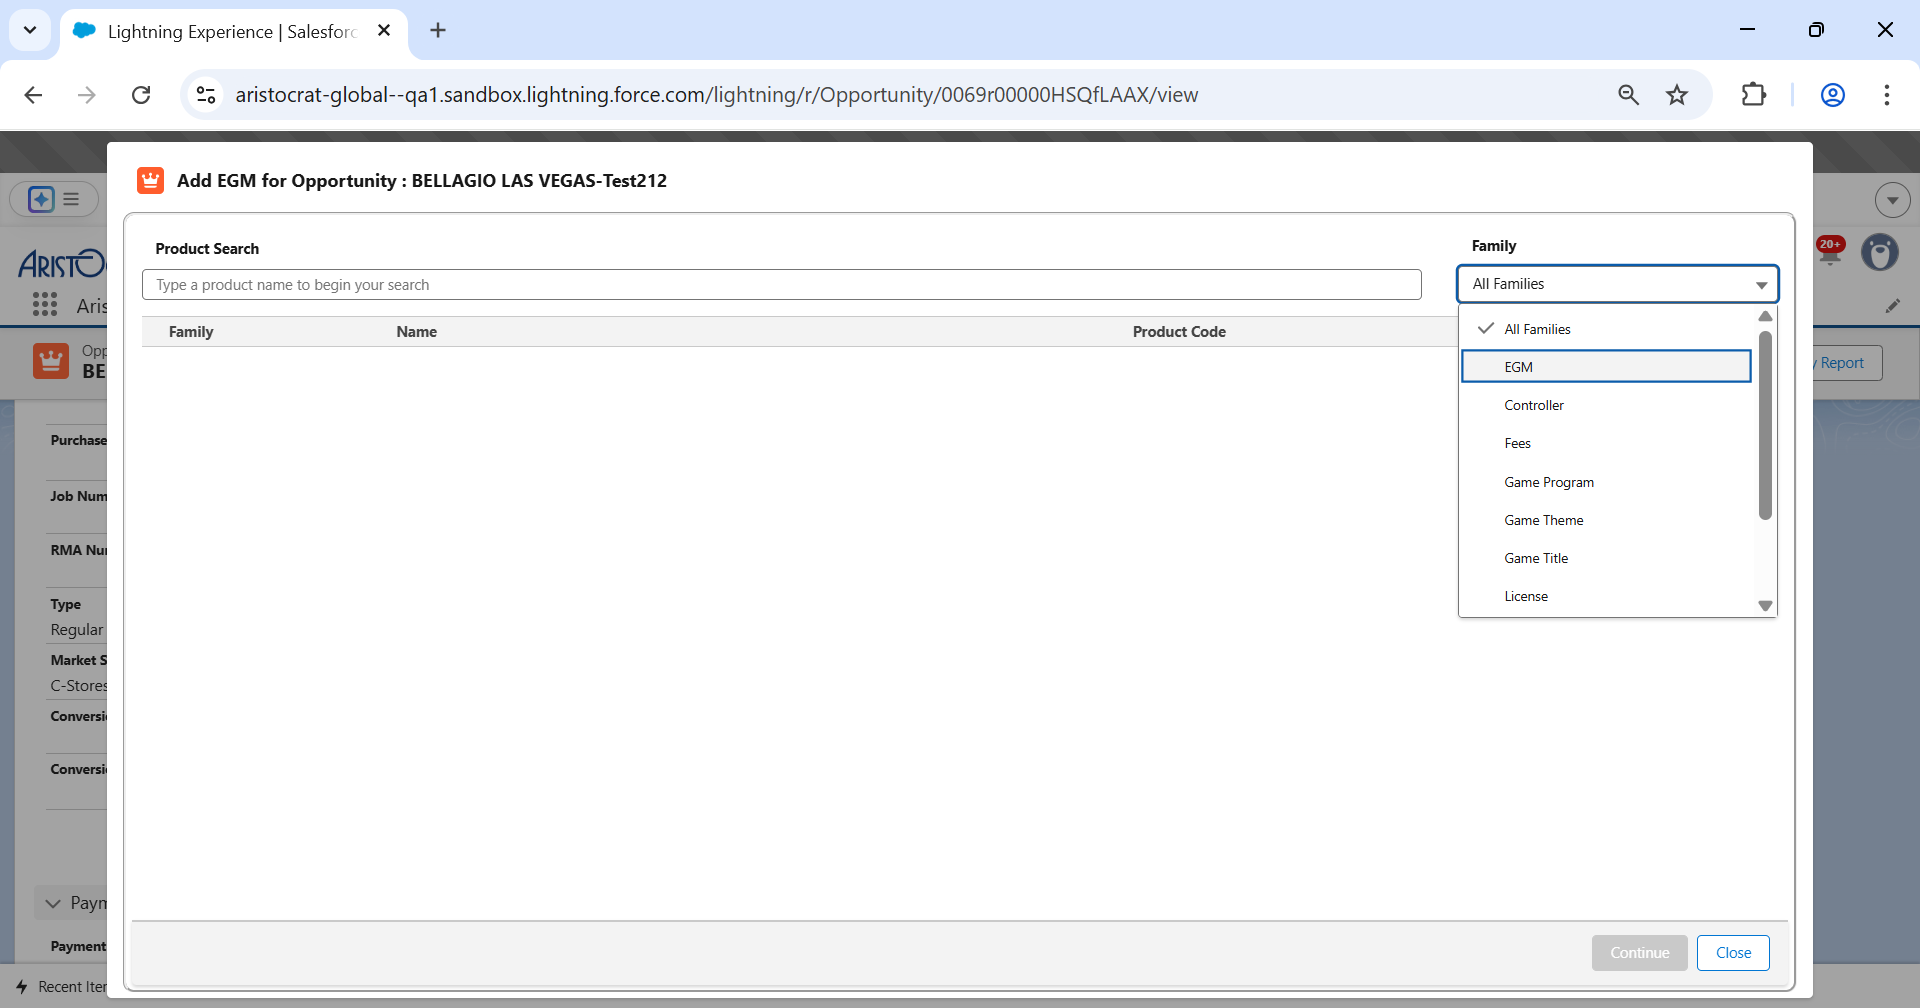 Lightning Experience | Salesforc
aristocrat-global--qa1.sandbox.lightning.force.com/lightning/r/Opportunity/0069r00000HSQfLAAX/view
Add EGM for Opportunity : BELLAGIO LAS VEGAS-Test212
Product Search
Family
Type a product name to begin your search
All Families
Family Name Product Code
All Families
EGM
Controller
Fees
Game Program
Game Theme
Game Title
License
ARISTOC
20+
Aris
Opp
BE
y Report
Purchase
Job Num
RMA Nu
Type
Regular
Market S
C-Stores
Conversi
Conversi
Paym
Payment
Continue
Close
Recent Iter